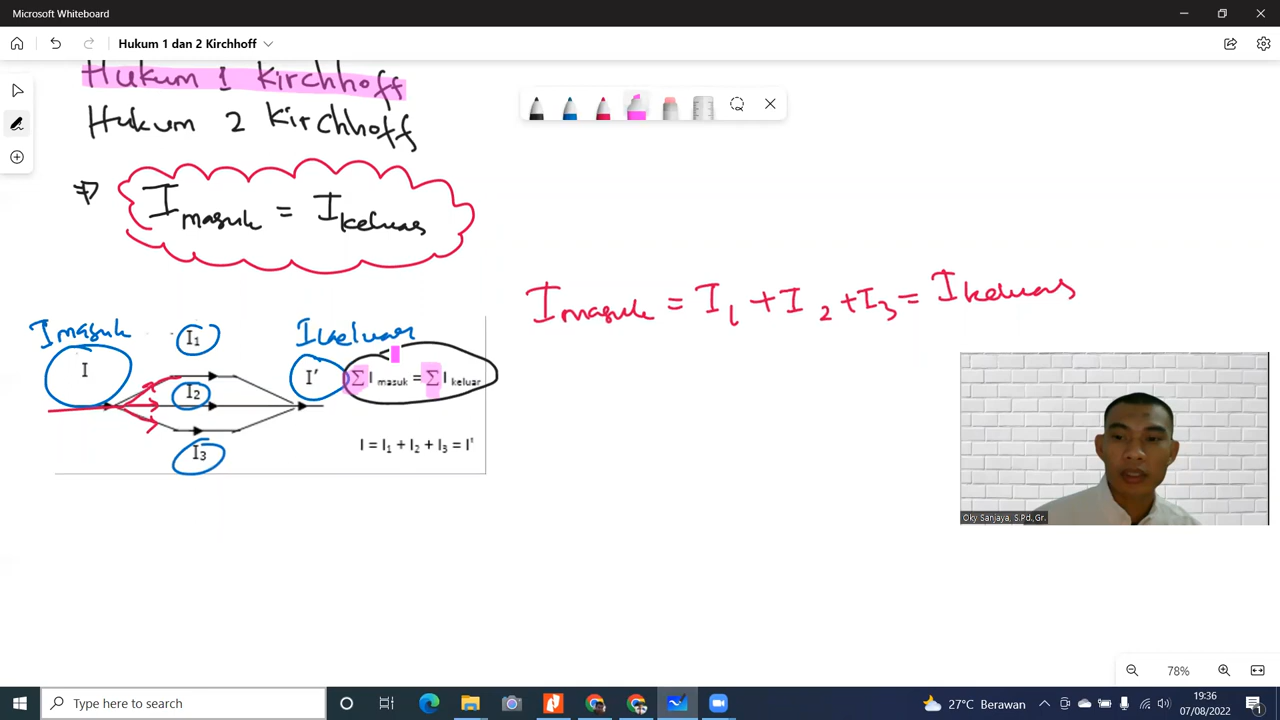 Microsoft Whiteboard
Hukum 1 dan 2 Kirchhoff
Hukum 1 Kirchhoff
Hukum 2 Kirchhoff
⇒ I masuk = I keluar
I masuk = I1 + I2 + I3 = I keluar
I masuk I1 I keluar
I I' Σ I masuk = Σ I keluar
I2
I = I1 + I2 + I3 = I'
I3
Oky Sanjaya, S.Pd.,Gr.
78%
Type here to search
27°C Berawan
19:36
07/08/2022
1